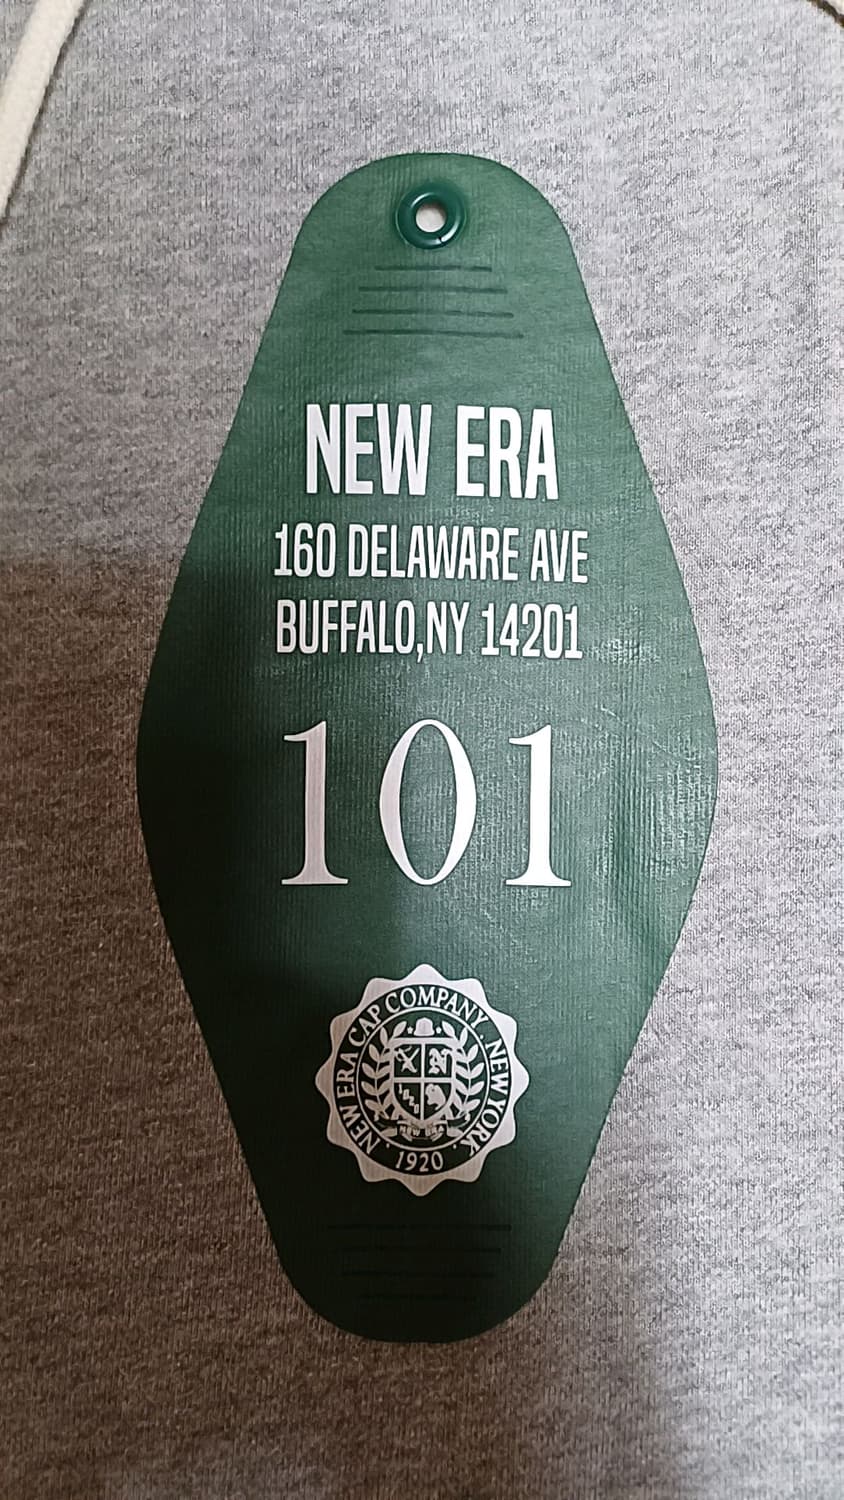 NEW ERA
160 DELAWARE AVE
BUFFALO,NY 14201
101
NEW ERA CAP COMPANY. NEW YORK.
1920
NEW ERA